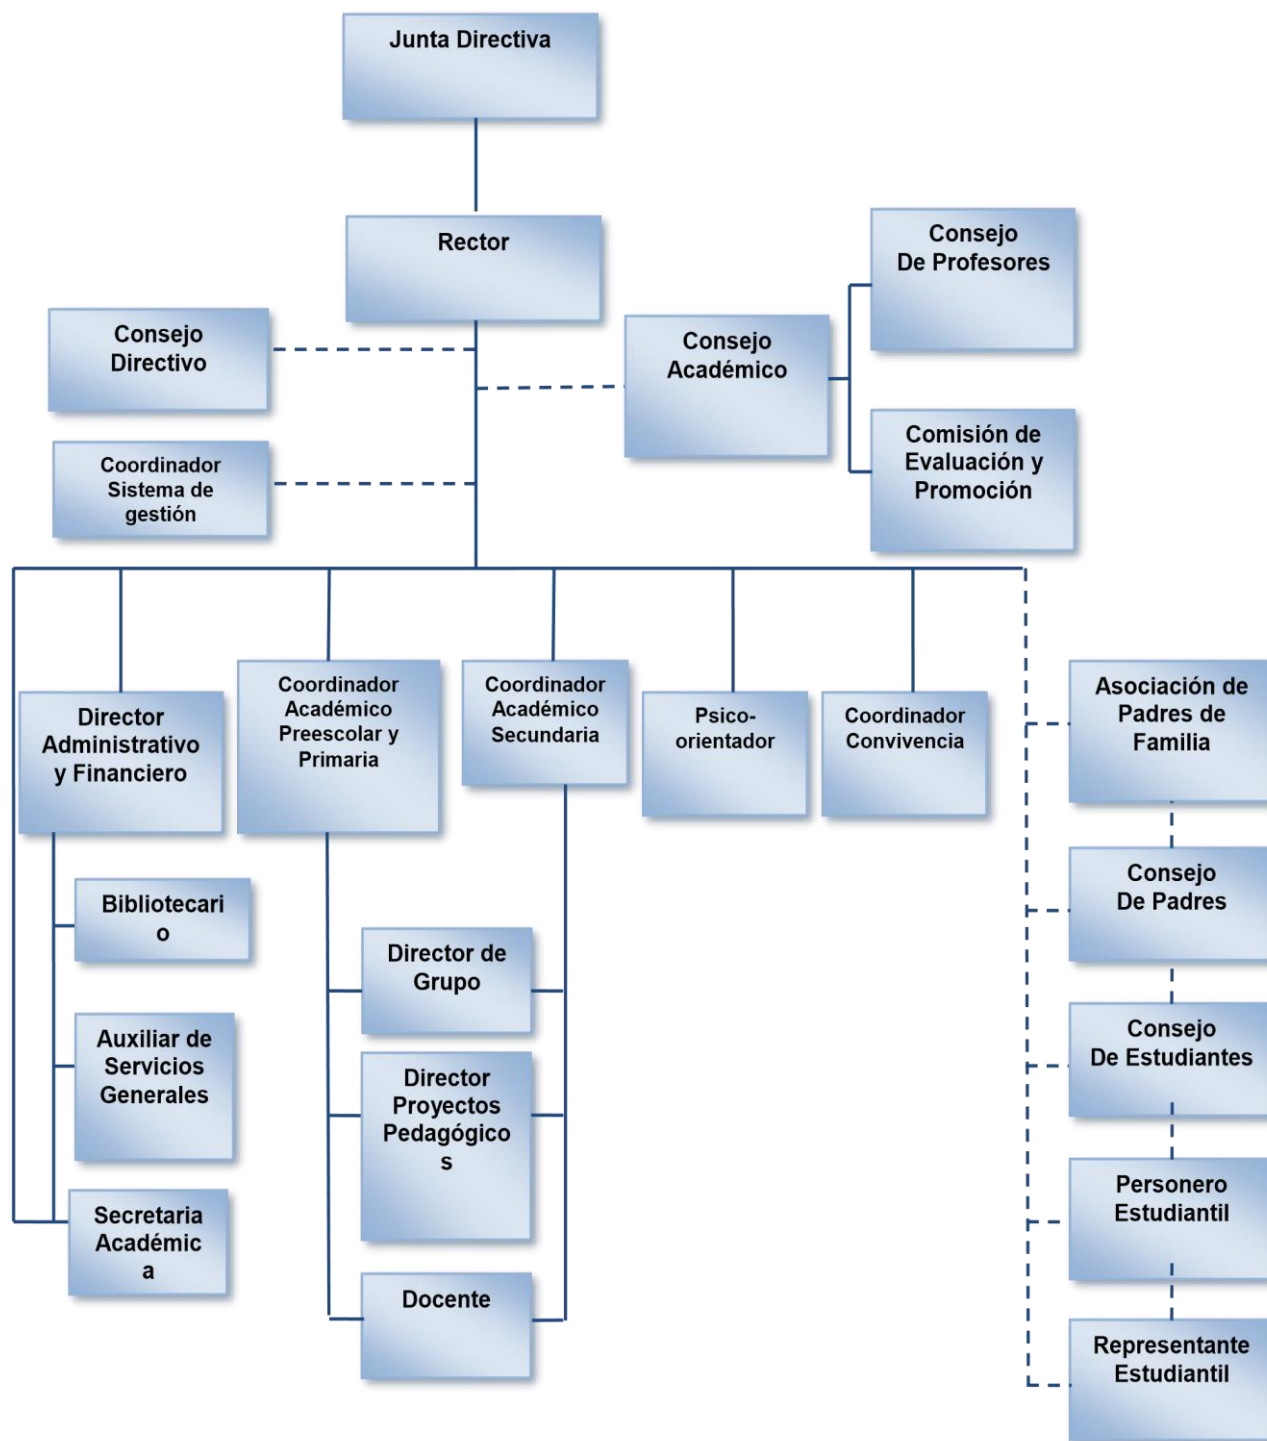 Junta Directiva
Rector
Consejo
De Profesores
Consejo
Directivo
Consejo
Académico
Comisión de
Evaluación y
Promoción
Coordinador
Sistema de
gestión
Director
Administrativo
y Financiero
Coordinador
Académico
Preescolar y
Primaria
Coordinador
Académico
Secundaria
Psico-
orientador
Coordinador
Convivencia
Asociación de
Padres de
Familia
Bibliotecari
o
Auxiliar de
Servicios
Generales
Secretaria
Académic
a
Director de
Grupo
Director
Proyectos
Pedagógico
s
Docente
Consejo
De Padres
Consejo
De Estudiantes
Personero
Estudiantil
Representante
Estudiantil